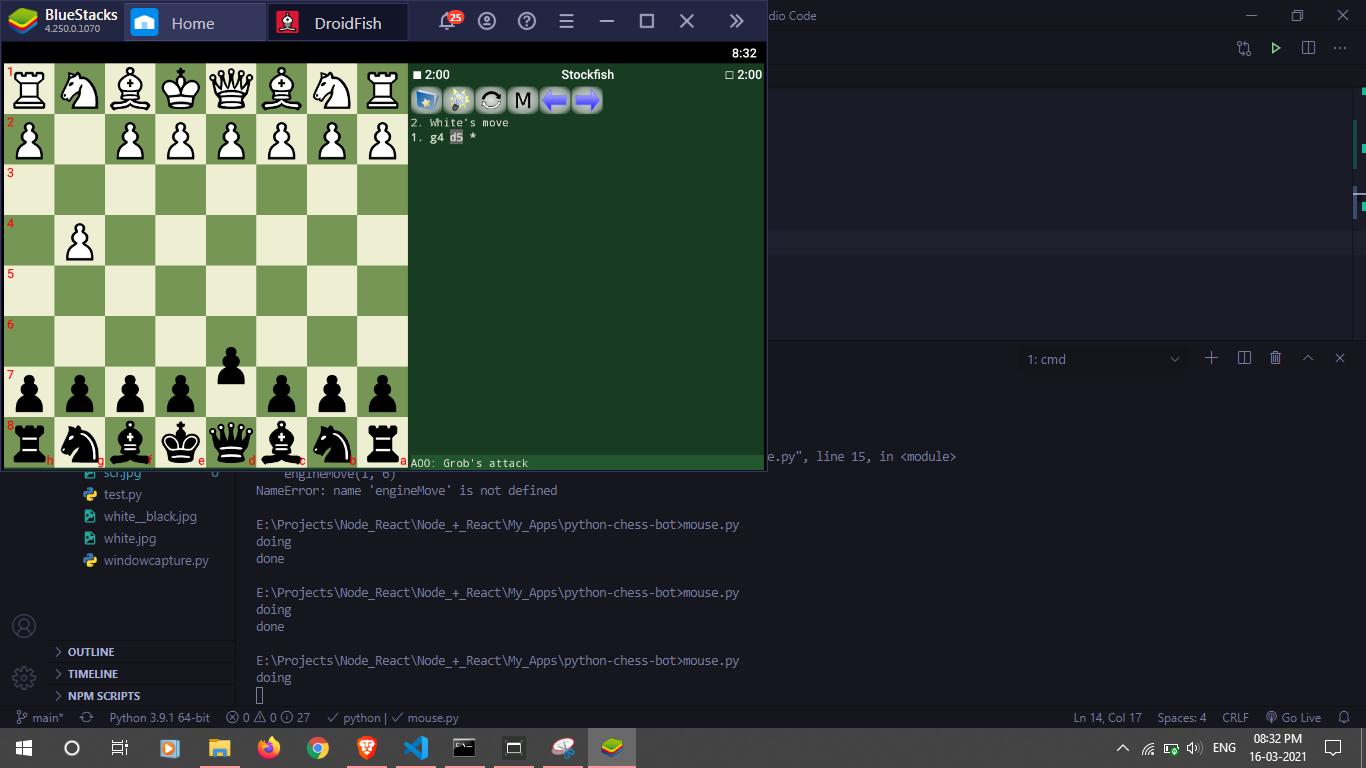 BlueStacks
4.250.0.1070
Home
DroidFish
25
dio Code
8:32
2:00
Stockfish
2:00
M
2. White's move
1. g4 d5 *
1
2
3
4
5
6
7
8
h
g
f
e
d
c
b
a
A00: Grob's attack
1: cmd
e.py", line 15, in <module>
engineMove(1, 6)
NameError: name 'engineMove' is not defined
E:\Projects\Node_React\Node_+_React\My_Apps\python-chess-bot>mouse.py
doing
done
E:\Projects\Node_React\Node_+_React\My_Apps\python-chess-bot>mouse.py
doing
done
E:\Projects\Node_React\Node_+_React\My_Apps\python-chess-bot>mouse.py
doing
scr.jpg
U
test.py
white__black.jpg
white.jpg
windowcapture.py
OUTLINE
TIMELINE
NPM SCRIPTS
main*
Python 3.9.1 64-bit
0
0
27
python |
mouse.py
Ln 14, Col 17
Spaces: 4
CRLF
Go Live
ENG
08:32 PM
16-03-2021